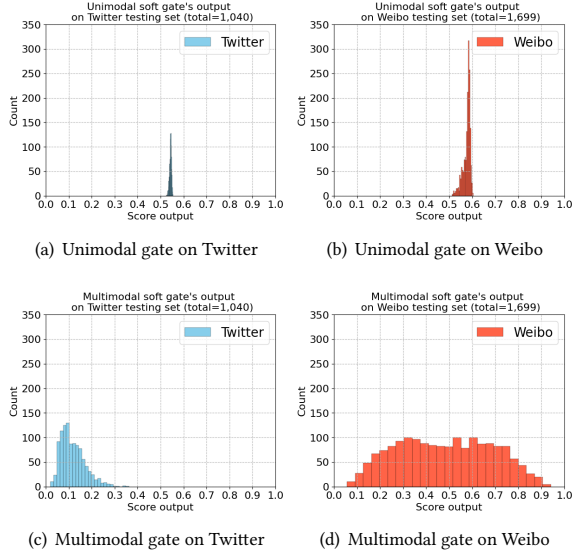 Unimodal soft gate's output
on Twitter testing set (total=1,040)
350
300
250
200
150
100
50
0
Count
Twitter
0.0 0.1 0.2 0.3 0.4 0.5 0.6 0.7 0.8 0.9 1.0
Score output
(a) Unimodal gate on Twitter
Unimodal soft gate's output
on Weibo testing set (total=1,699)
350
300
250
200
150
100
50
0
Count
Weibo
0.0 0.1 0.2 0.3 0.4 0.5 0.6 0.7 0.8 0.9 1.0
Score output
(b) Unimodal gate on Weibo
Multimodal soft gate's output
on Twitter testing set (total=1,040)
350
300
250
200
150
100
50
0
Count
Twitter
0.0 0.1 0.2 0.3 0.4 0.5 0.6 0.7 0.8 0.9 1.0
Score output
(c) Multimodal gate on Twitter
Multimodal soft gate's output
on Weibo testing set (total=1,699)
350
300
250
200
150
100
50
0
Count
Weibo
0.0 0.1 0.2 0.3 0.4 0.5 0.6 0.7 0.8 0.9 1.0
Score output
(d) Multimodal gate on Weibo